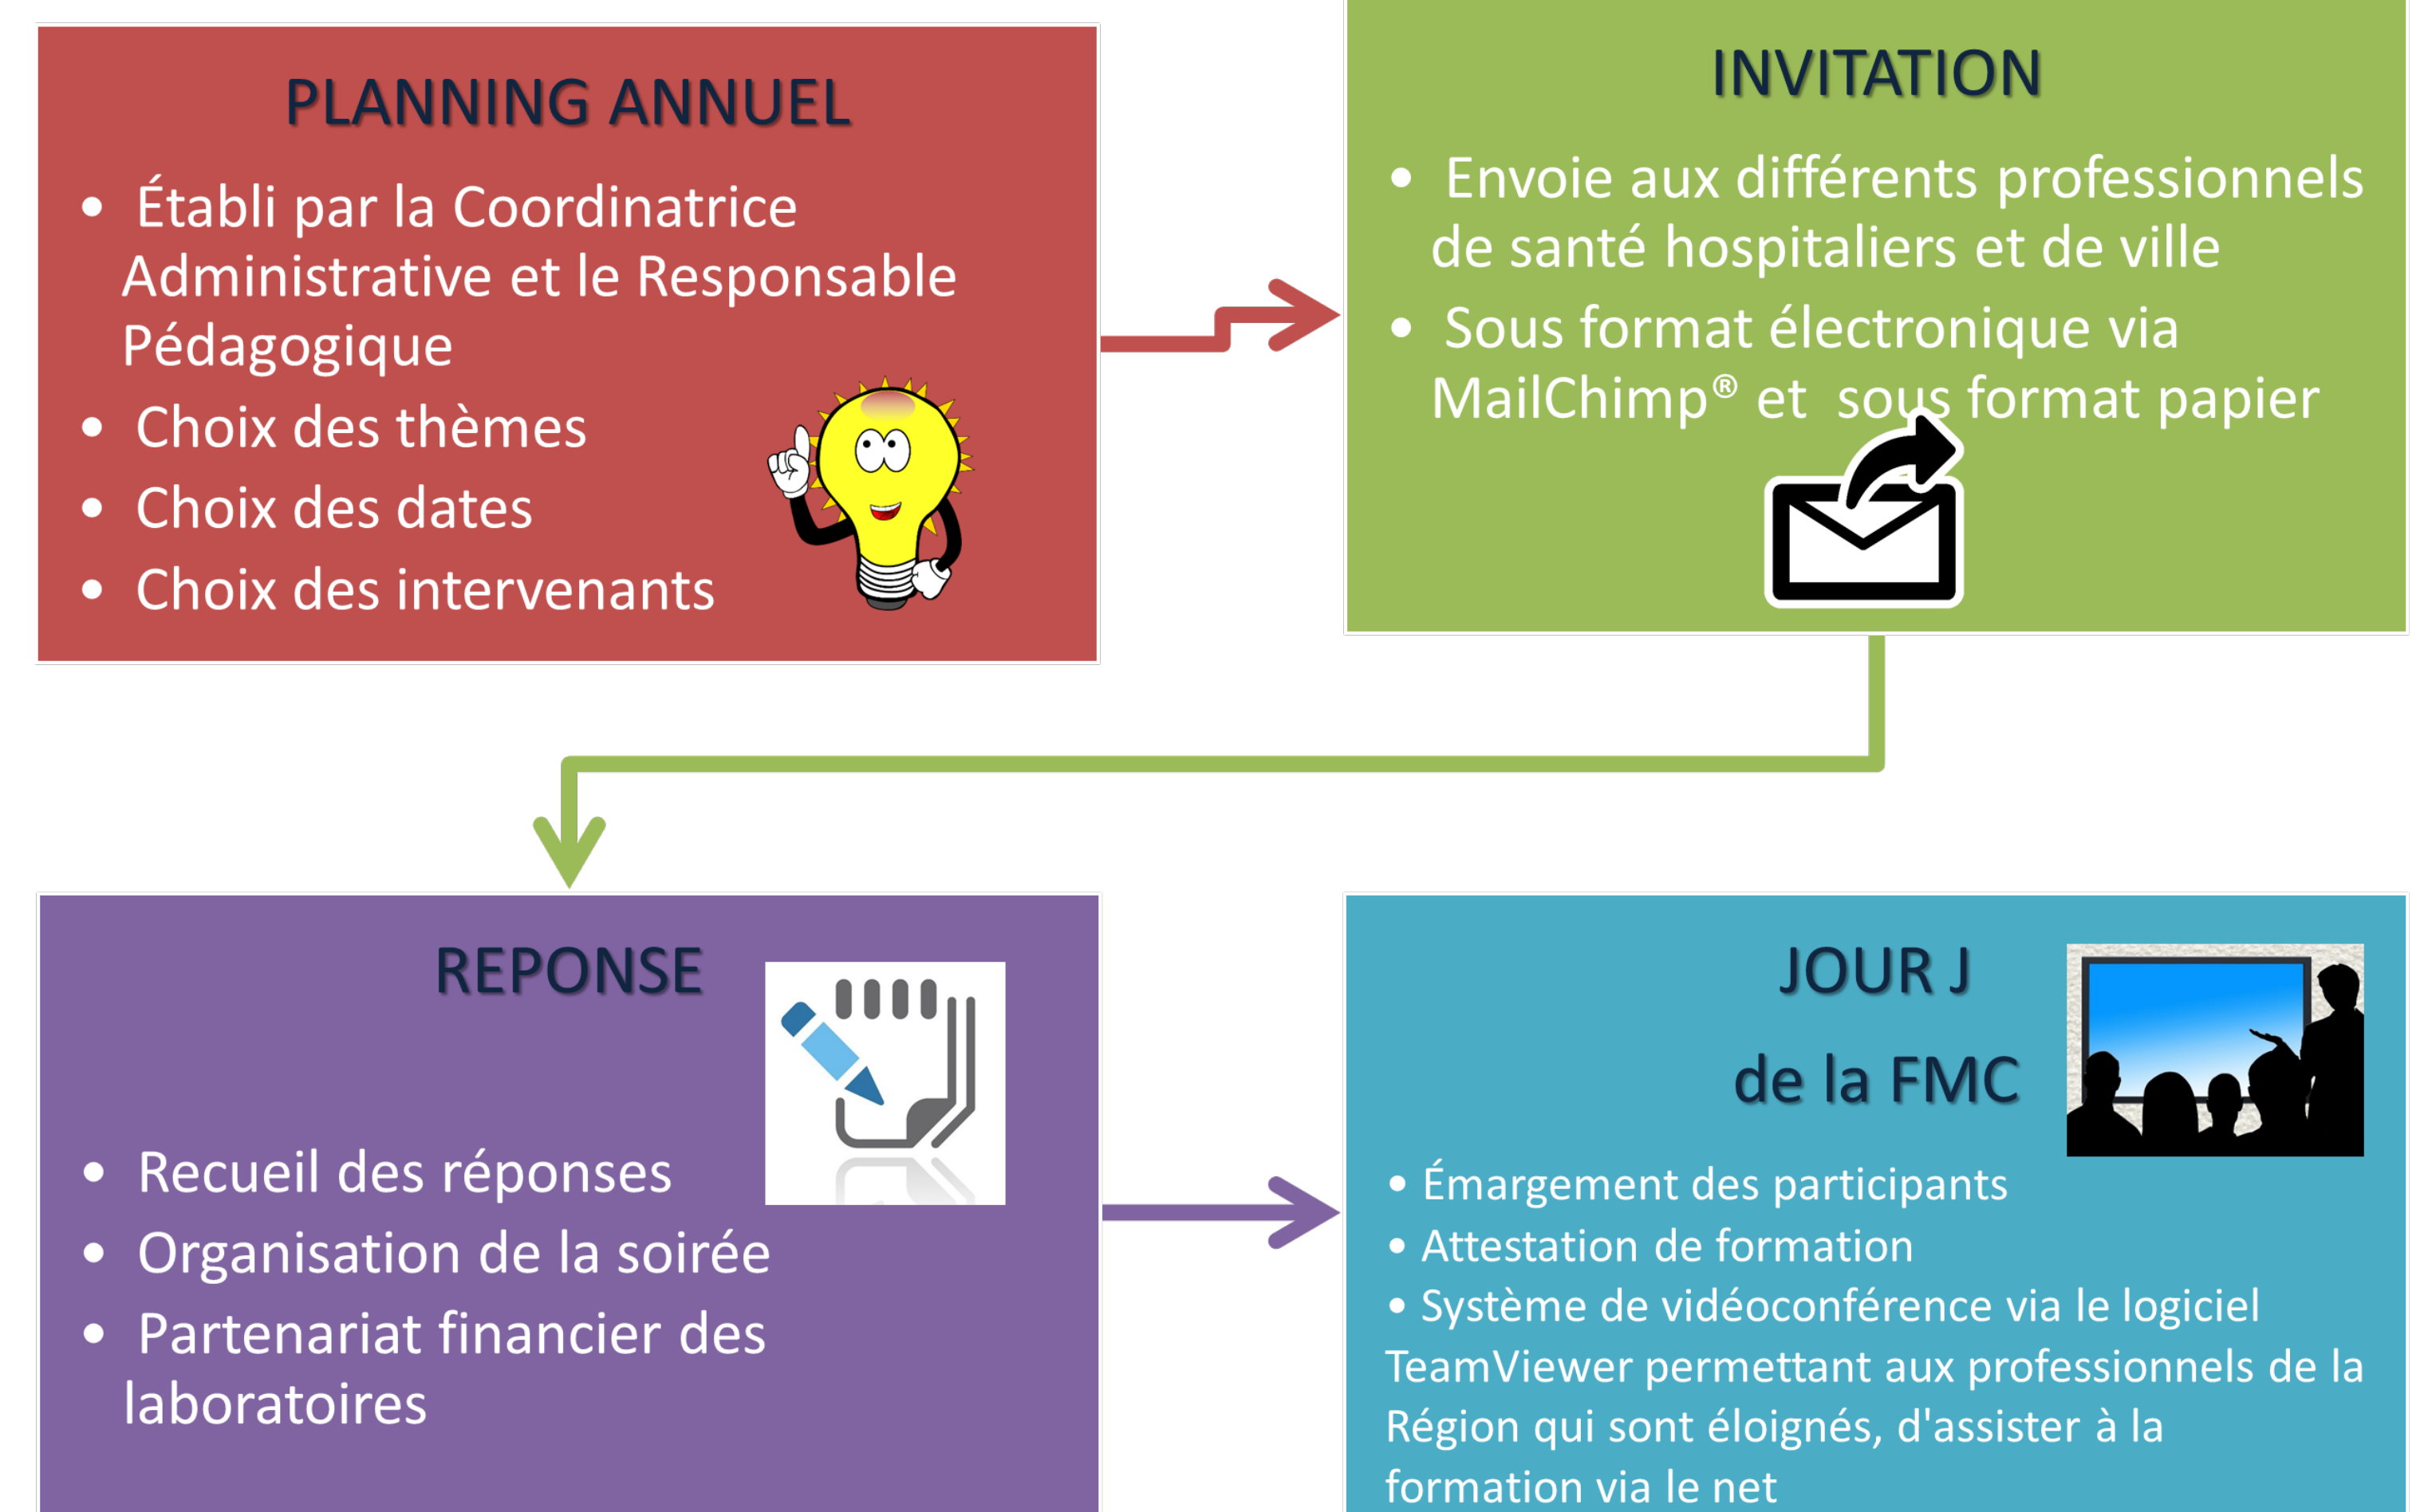 PLANNING ANNUEL
• Établi par la Coordinatrice
Administrative et le Responsable
Pédagogique
• Choix des thèmes
• Choix des dates
• Choix des intervenants
INVITATION
• Envoie aux différents professionnels
de santé hospitaliers et de ville
• Sous format électronique via
MailChimp® et sous format papier
REPONSE
• Recueil des réponses
• Organisation de la soirée
• Partenariat financier des
laboratoires
JOUR J
de la FMC
• Émargement des participants
• Attestation de formation
• Système de vidéoconférence via le logiciel
TeamViewer permettant aux professionnels de la
Région qui sont éloignés, d'assister à la
formation via le net